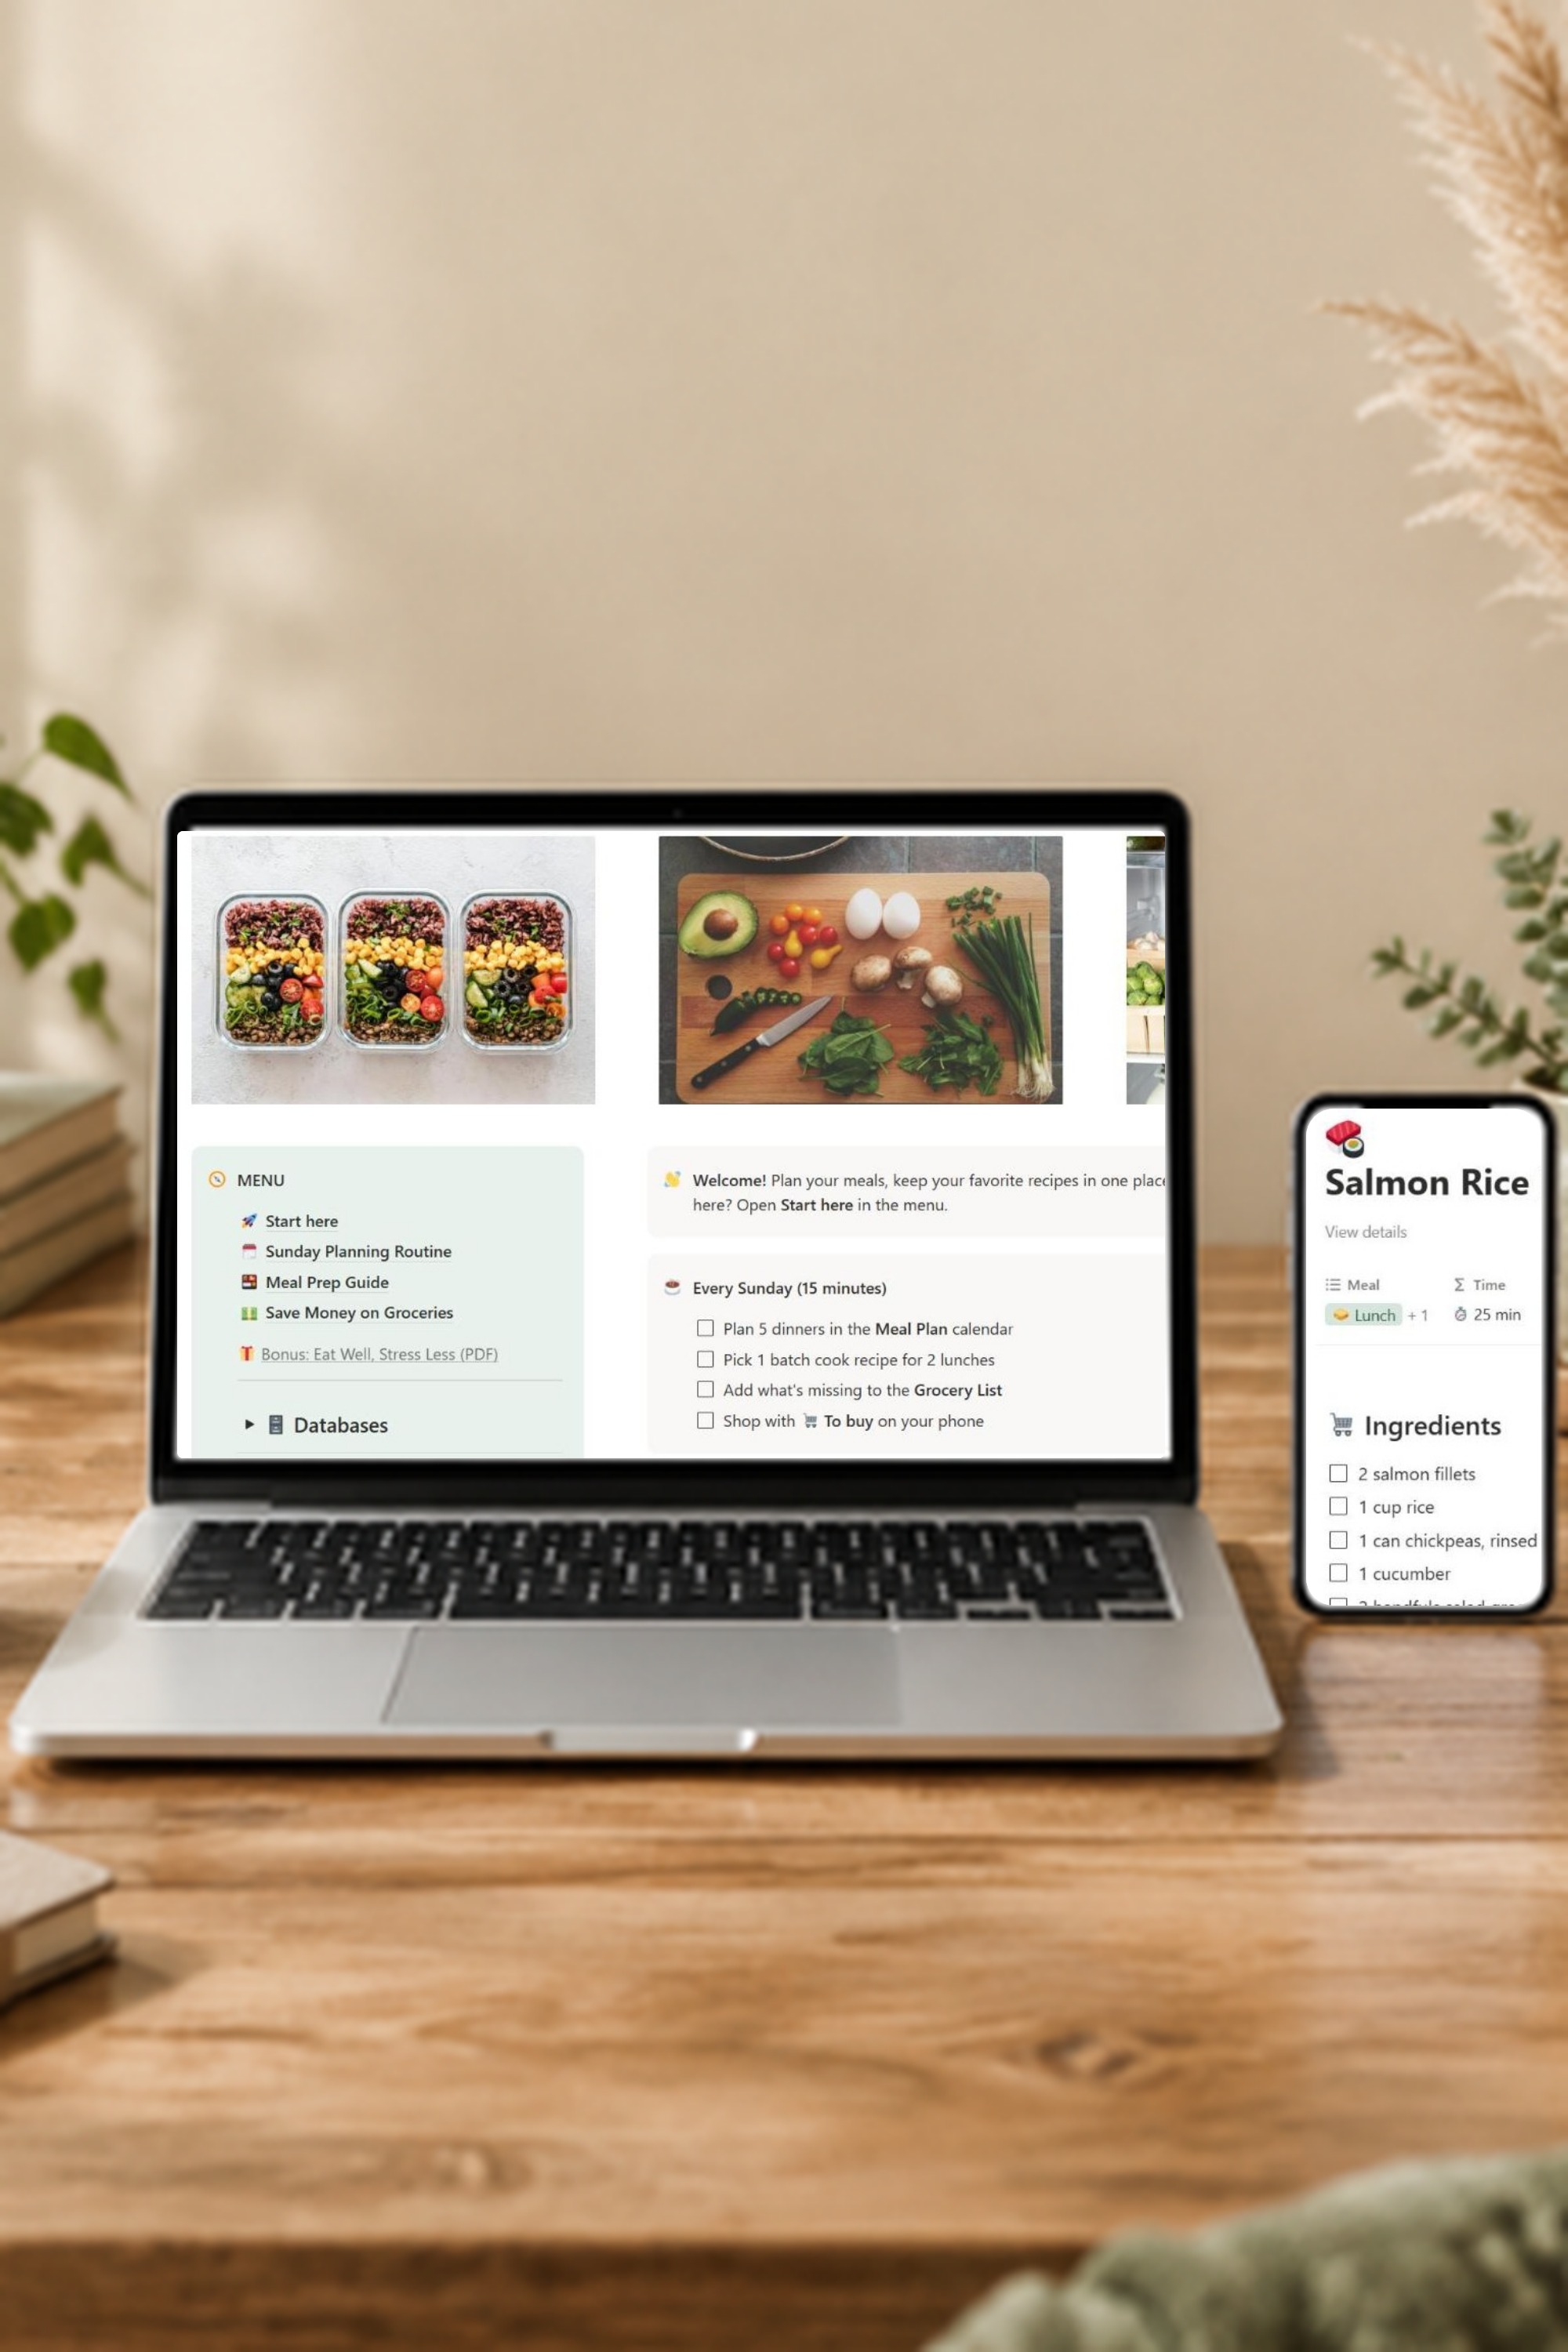 MENU
Start here
Sunday Planning Routine
Meal Prep Guide
Save Money on Groceries
Bonus: Eat Well, Stress Less (PDF)
Databases
Welcome! Plan your meals, keep your favorite recipes in one place
here? Open Start here in the menu.
Every Sunday (15 minutes)
Plan 5 dinners in the Meal Plan calendar
Pick 1 batch cook recipe for 2 lunches
Add what's missing to the Grocery List
Shop with To buy on your phone
Salmon Rice
View details
Meal
Time
Lunch + 1
25 min
Ingredients
2 salmon fillets
1 cup rice
1 can chickpeas, rinsed
1 cucumber